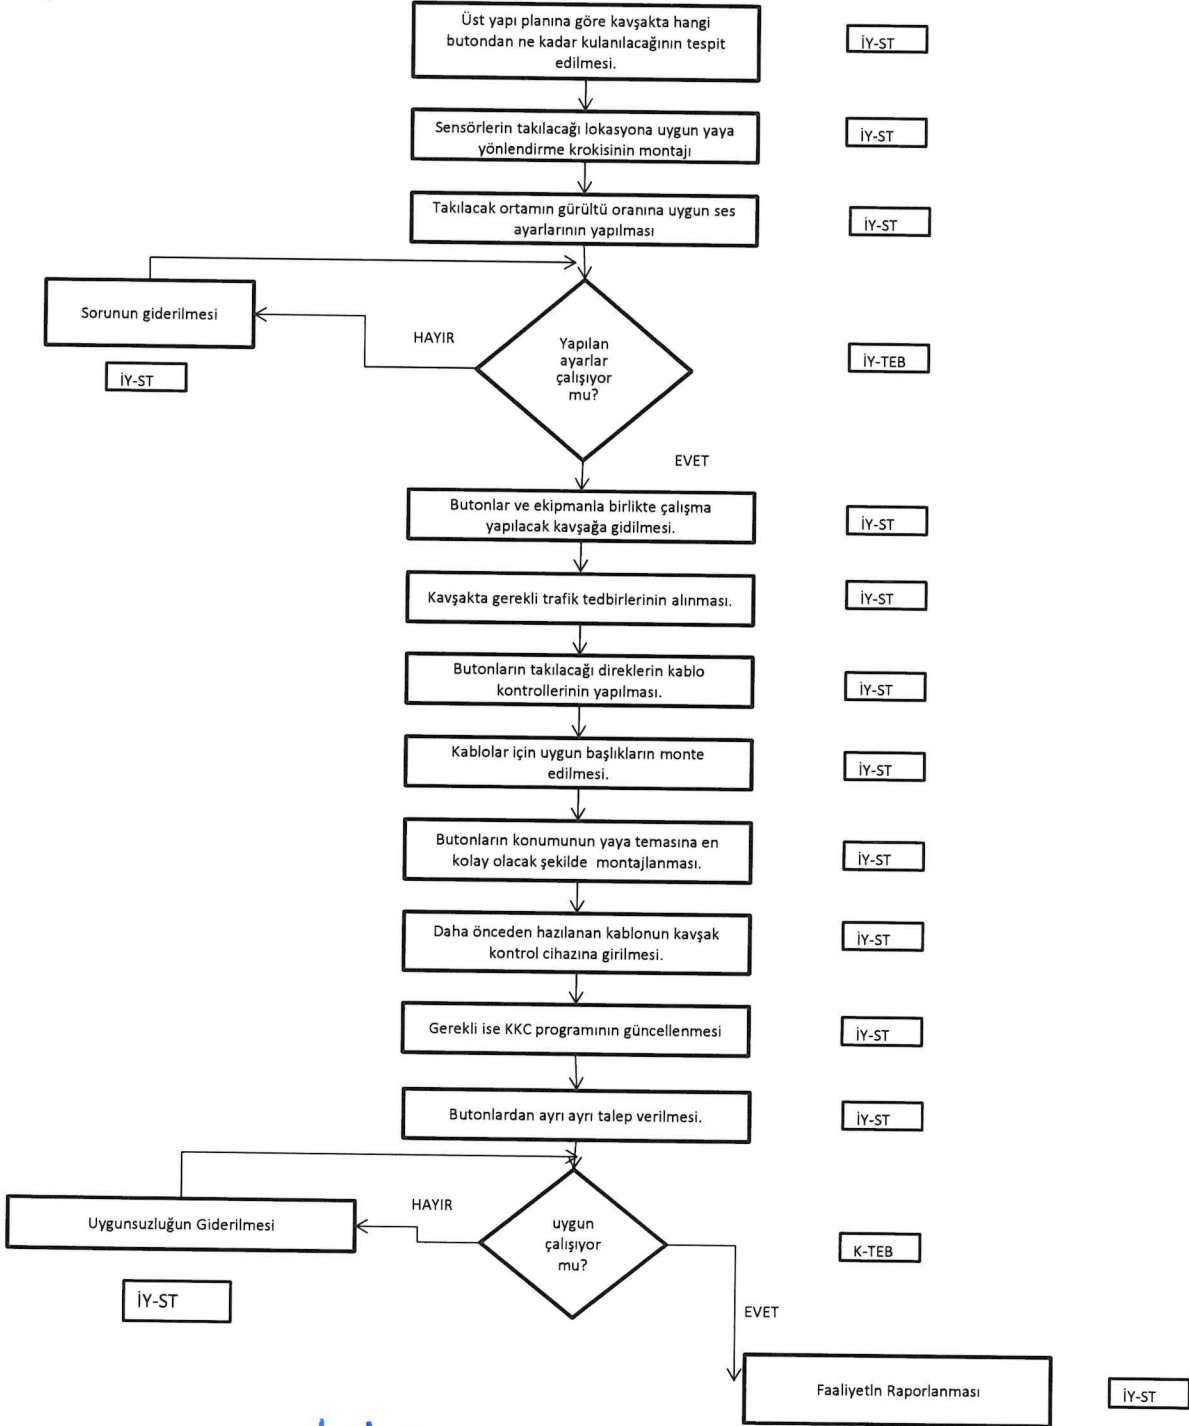 Üst yapı planına göre kavşakta hangi
butondan ne kadar kulanılacağının tespit
edilmesi.
İY-ST
Sensörlerin takılacağı lokasyona uygun yaya
yönlendirme krokisinin montajı
İY-ST
Takılacak ortamın gürültü oranına uygun ses
ayarlarının yapılması
İY-ST
Sorunun giderilmesi
HAYIR
İY-ST
Yapılan
ayarlar
çalışıyor
mu?
İY-TEB
EVET
Butonlar ve ekipmanla birlikte çalışma
yapılacak kavşağa gidilmesi.
İY-ST
Kavşakta gerekli trafik tedbirlerinin alınması.
İY-ST
Butonların takılacağı direklerin kablo
kontrollerinin yapılması.
İY-ST
Kablolar için uygun başlıkların monte
edilmesi.
İY-ST
Butonların konumunun yaya temasına en
kolay olacak şekilde montajlanması.
İY-ST
Daha önceden hazılanan kablonun kavşak
kontrol cihazına girilmesi.
İY-ST
Gerekli ise KKC programının güncellenmesi
İY-ST
Butonlardan ayrı ayrı talep verilmesi.
İY-ST
Uygunsuzluğun Giderilmesi
HAYIR
İY-ST
uygun
çalışıyor
mu?
K-TEB
EVET
Faaliyetİn Raporlanması
İY-ST